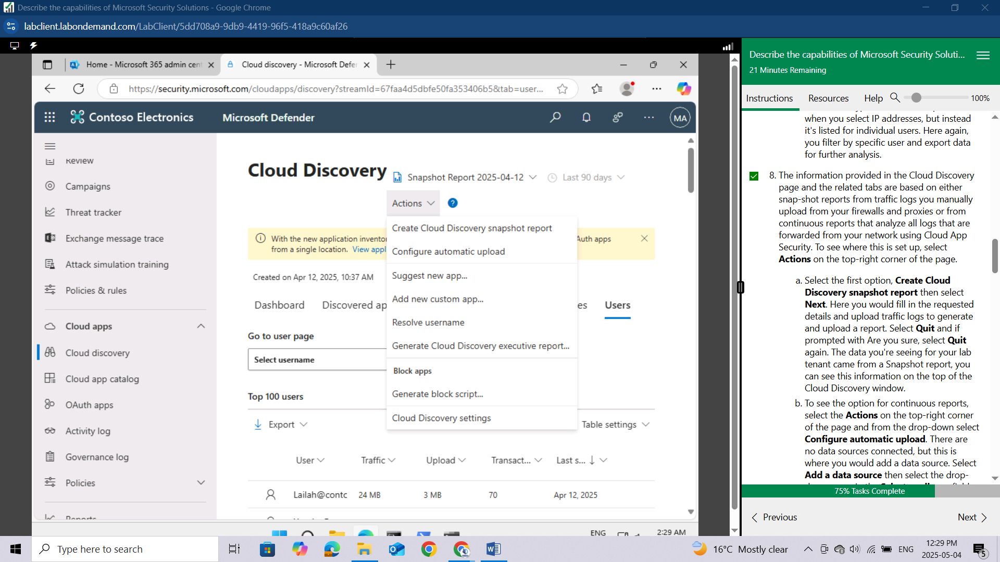 Describe the capabilities of Microsoft Security Solutions - Google Chrome
labclient.labondemand.com/LabClient/5dd708a9-9db9-4419-96f5-418a9c60af26
Home - Microsoft 365 admin cent
Cloud discovery - Microsoft Defer
https://security.microsoft.com/cloudapps/discovery?streamId=67faa4d5dbfe50fa353406b5&tab=user...
Contoso Electronics
Microsoft Defender
MA
Review
Campaigns
Threat tracker
Exchange message trace
Attack simulation training
Policies & rules
Cloud apps
Cloud discovery
Cloud app catalog
OAuth apps
Activity log
Governance log
Policies
Reports
Cloud Discovery
Snapshot Report 2025-04-12
Last 90 days
Actions
Create Cloud Discovery snapshot report
Configure automatic upload
Suggest new app...
Add new custom app...
Resolve username
Generate Cloud Discovery executive report...
Block apps
Generate block script...
Cloud Discovery settings
With the new application inventor
Auth apps
from a single location. View appl
Created on Apr 12, 2025, 10:37 AM
Dashboard
Discovered ap
es
Users
Go to user page
Select username
Top 100 users
Export
Table settings
User
Traffic
Upload
Transact...
Last s...
Lailah@contc
24 MB
3 MB
70
Apr 12, 2025
ENG
2:29 AM
Describe the capabilities of Microsoft Security Soluti...
21 Minutes Remaining
Instructions
Resources
Help
100%
when you select IP addresses, but instead
it's listed for individual users. Here again,
you filter by specific user and export data
for further analysis.
8. The information provided in the Cloud Discovery
page and the related tabs are based on either
snap-shot reports from traffic logs you manually
upload from your firewalls and proxies or from
continuous reports that analyze all logs that are
forwarded from your network using Cloud App
Security. To see where this is set up, select
Actions on the top-right corner of the page.
a. Select the first option, Create Cloud
Discovery snapshot report then select
Next. Here you would fill in the requested
details and upload traffic logs to generate
and upload a report. Select Quit and if
prompted with Are you sure, select Quit
again. The data you're seeing for your lab
tenant came from a Snapshot report, you
can see this information on the top of the
Cloud Discovery window.
b. To see the option for continuous reports,
select the Actions on the top-right corner
of the page and from the drop-down select
Configure automatic upload. There are
no data sources connected, but this is
where you would add a data source. Select
Add a data source then select the drop-
75% Tasks Complete
Previous
Next
Type here to search
16°C Mostly clear
ENG
12:29 PM
2025-05-04
5